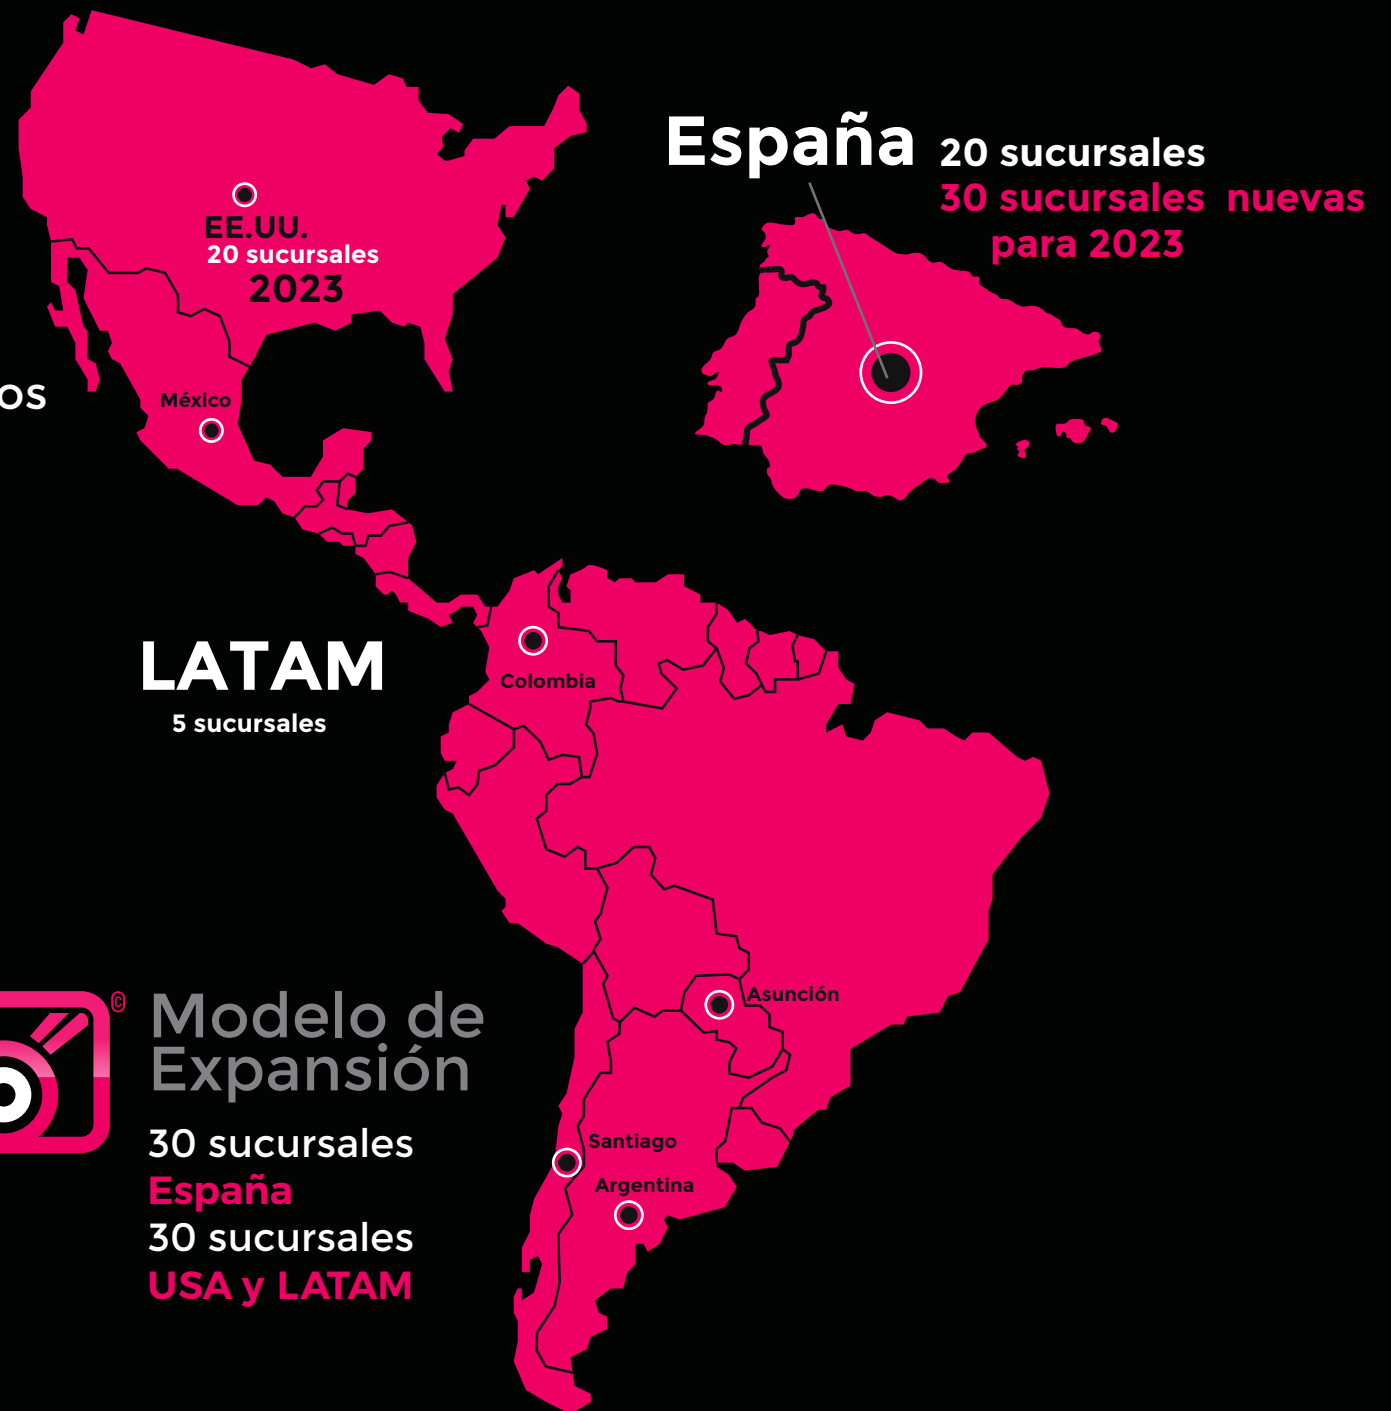 España
20 sucursales
30 sucursales nuevas
para 2023
EE.UU.
20 sucursales
2023
México
os
LATAM
5 sucursales
Colombia
Asunción
Santiago
Argentina
©
Modelo de
Expansión
30 sucursales
España
30 sucursales
USA y LATAM